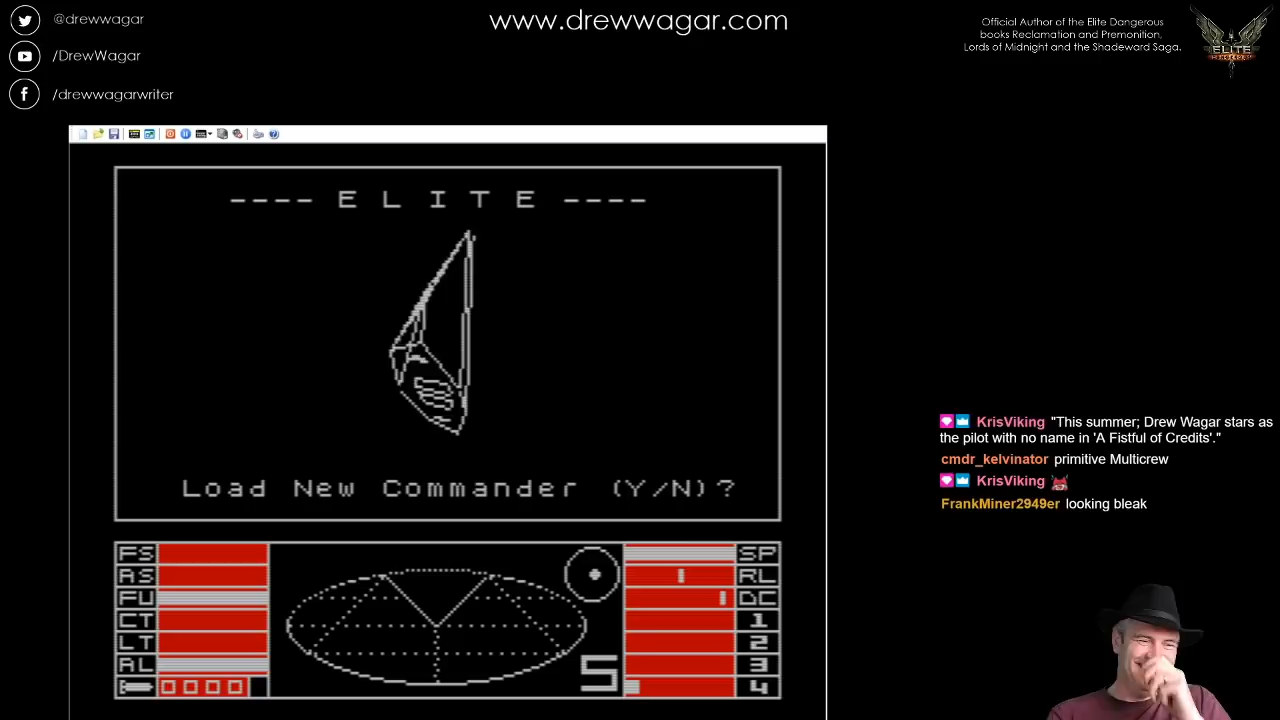 @drewwagar
/DrewWagar
/drewwagarwriter
www.drewwagar.com
Official Author of the Elite Dangerous
books Reclamation and Premonition,
Lords of Midnight and the Shadeward Saga.
ELITE
---- E L I T E ----
Load New Commander (Y/N)?
FS
AS
FU
CT
LT
AL
S
SP
RL
DC
1
2
3
4
KrisViking "This summer; Drew Wagar stars as
the pilot with no name in 'A Fistful of Credits'."
cmdr_kelvinator primitive Multicrew
KrisViking
FrankMiner2949er looking bleak